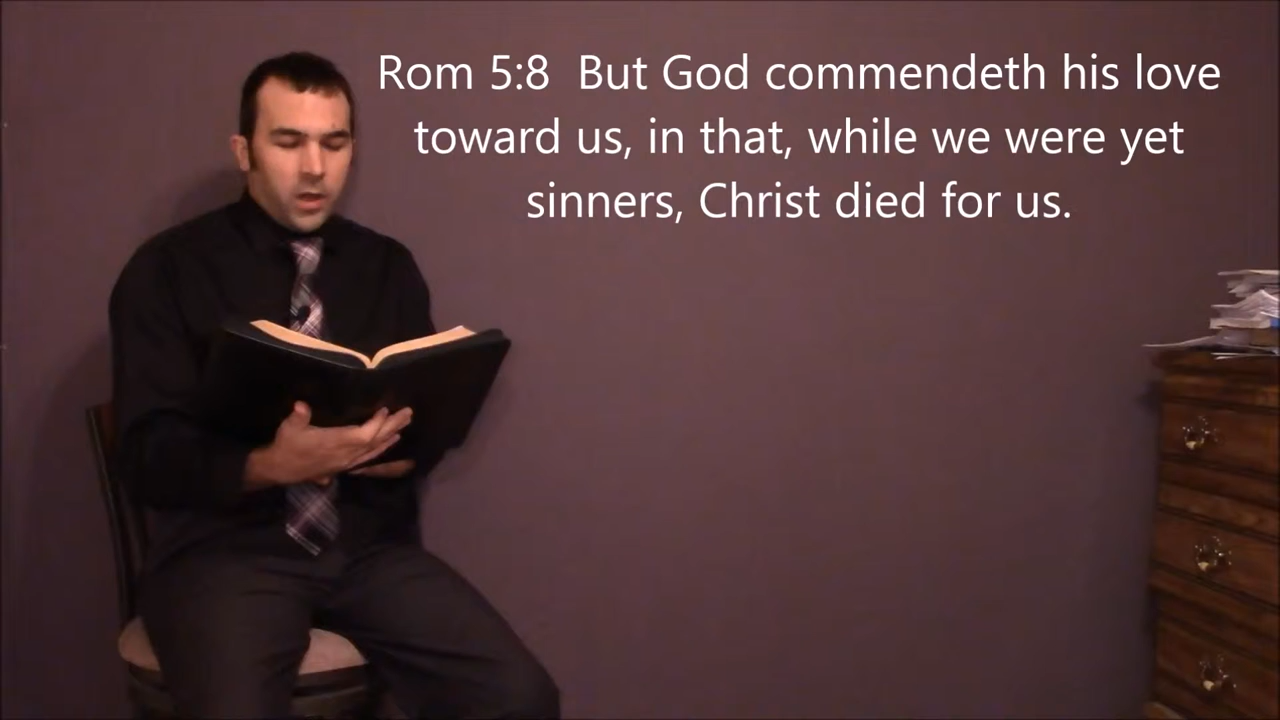 Rom 5:8  But God commendeth his love
toward us, in that, while we were yet
sinners, Christ died for us.